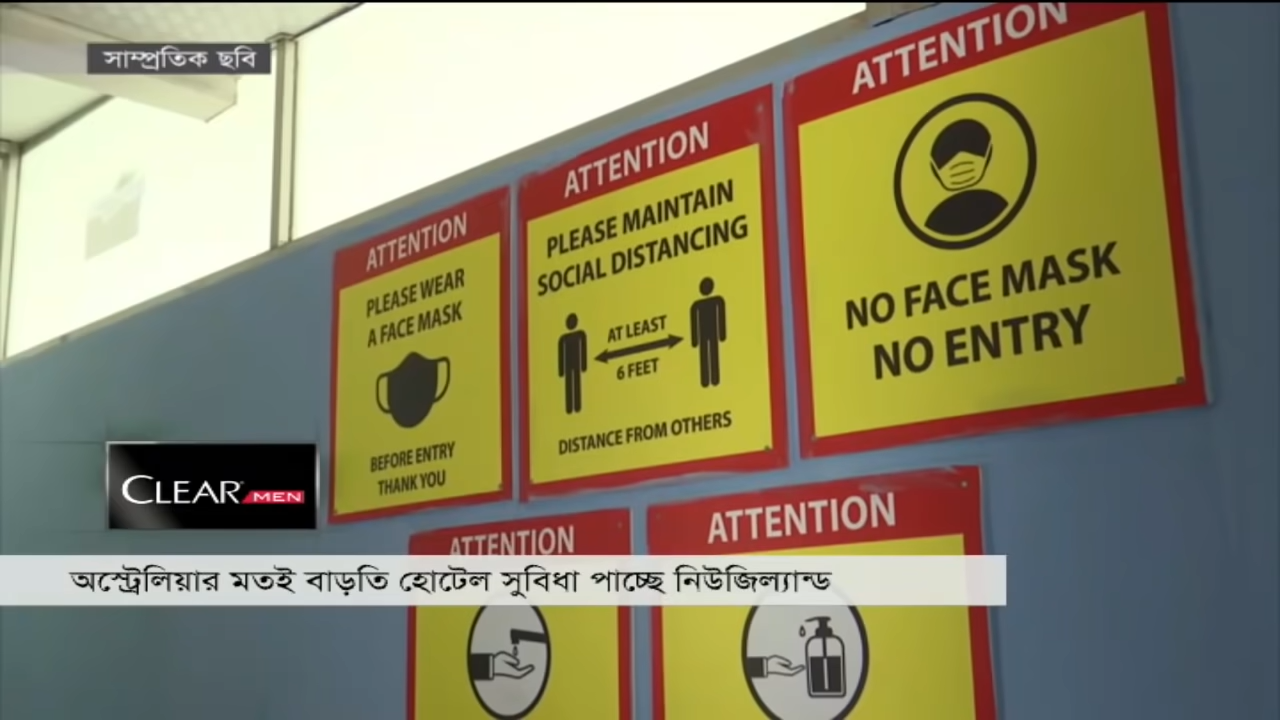 সাম্প্রতিক ছবি
ATTENTION
PLEASE WEAR
A FACE MASK
BEFORE ENTRY
THANK YOU
ATTENTION
PLEASE MAINTAIN
SOCIAL DISTANCING
AT LEAST
6 FEET
DISTANCE FROM OTHERS
ATTENTION
NO FACE MASK
NO ENTRY
ATTENTION
ATTENTION
CLEAR MEN
অস্ট্রেলিয়ার মতই বাড়তি হোটেল সুবিধা পাচ্ছে নিউজিল্যান্ড